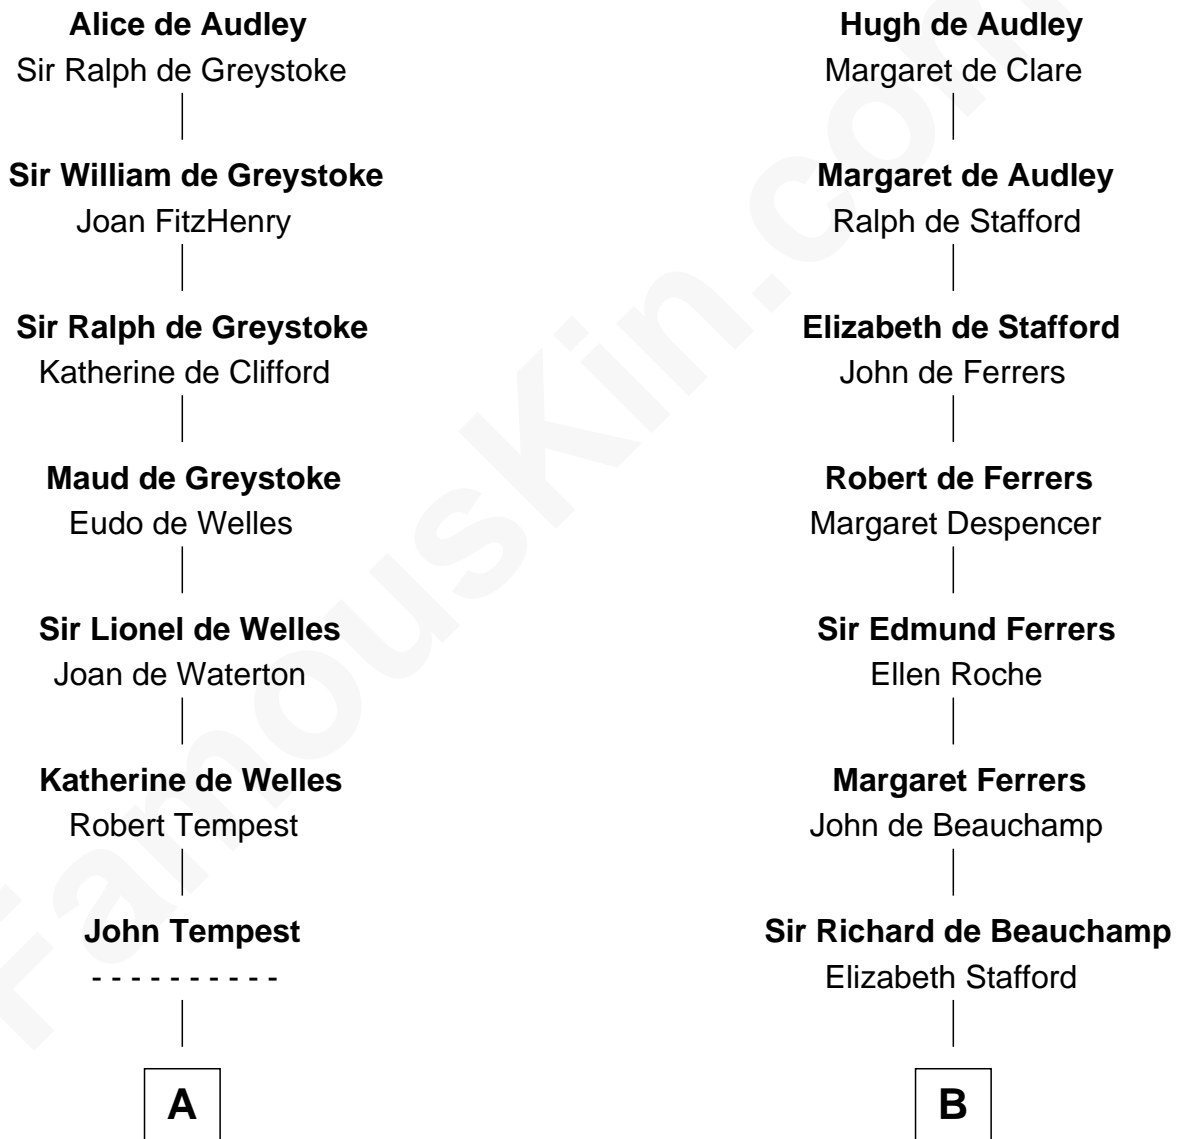 Alice de Audley
Sir Ralph de Greystoke
Sir William de Greystoke
Joan FitzHenry
Sir Ralph de Greystoke
Katherine de Clifford
Maud de Greystoke
Eudo de Welles
Sir Lionel de Welles
Joan de Waterton
Katherine de Welles
Robert Tempest
John Tempest
- - - - - - - - - -
A
Hugh de Audley
Margaret de Clare
Margaret de Audley
Ralph de Stafford
Elizabeth de Stafford
John de Ferrers
Robert de Ferrers
Margaret Despencer
Sir Edmund Ferrers
Ellen Roche
Margaret Ferrers
John de Beauchamp
Sir Richard de Beauchamp
Elizabeth Stafford
B
FamousKin.com